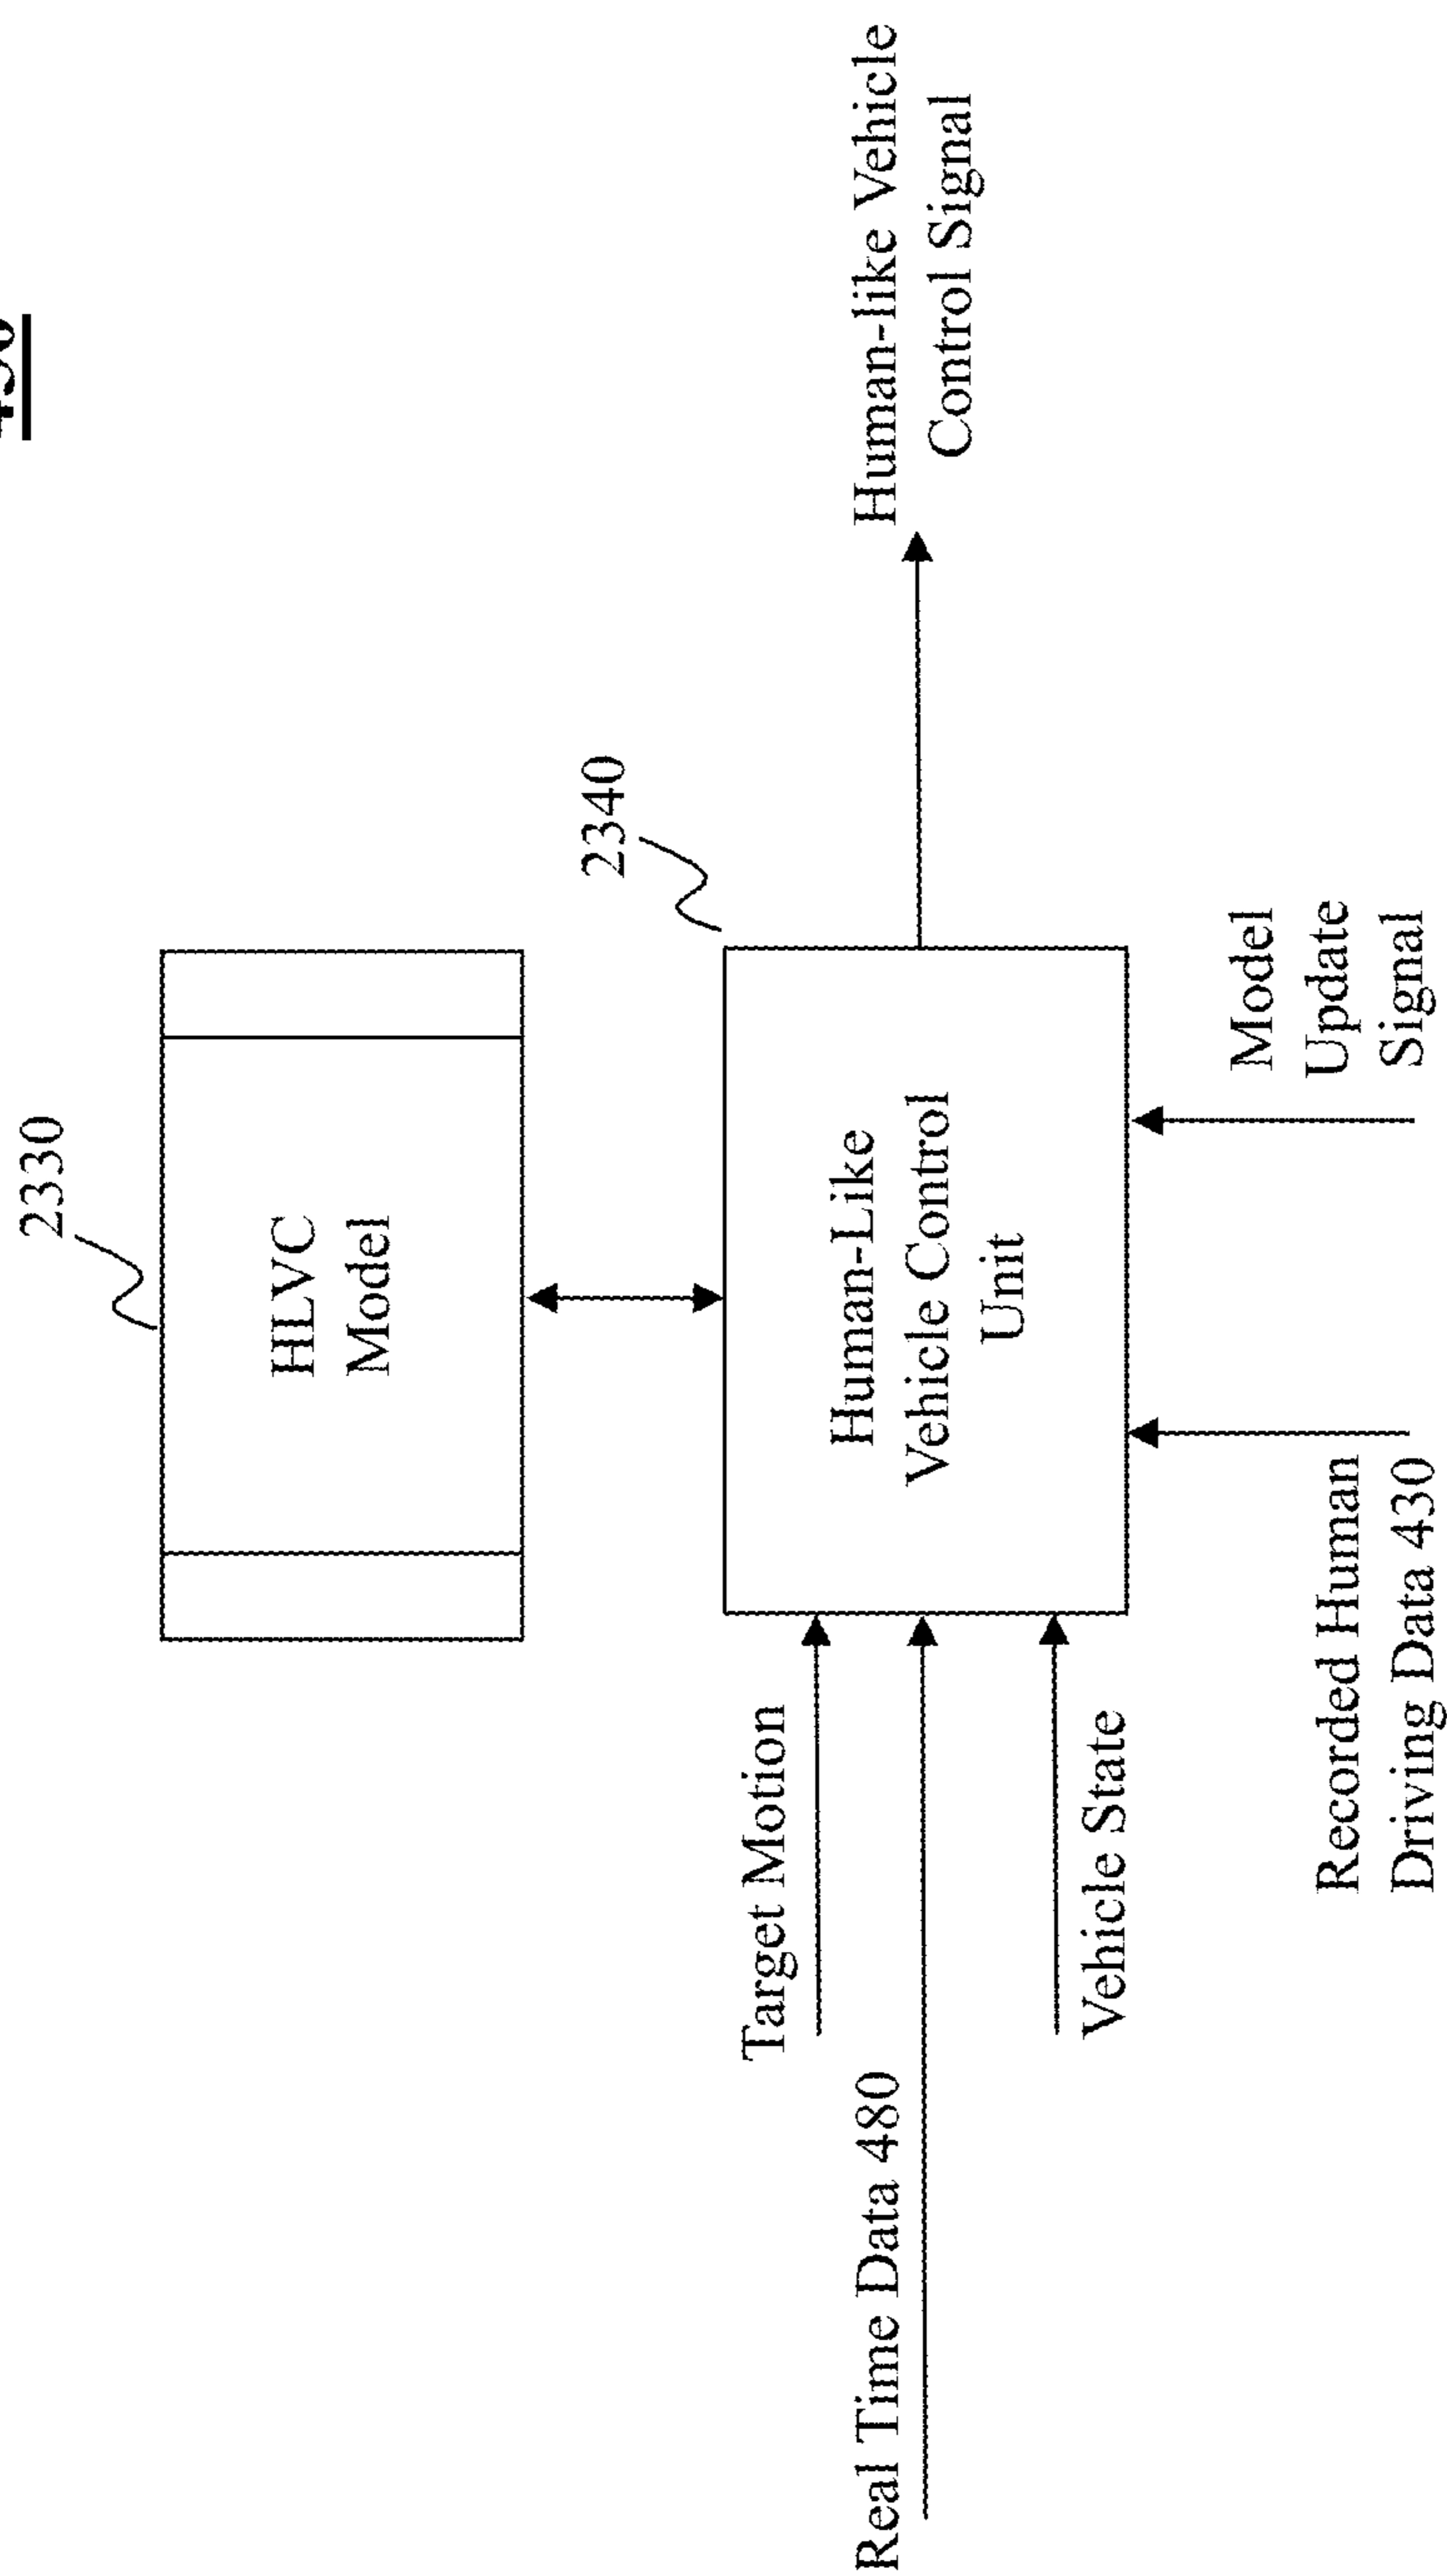 2330
HLVC
Model
2340
Human-Like
Vehicle Control
Unit
Target Motion
Real Time Data 480
Vehicle State
Recorded Human
Driving Data 430
Model
Update
Signal
Human-like Vehicle
Control Signal